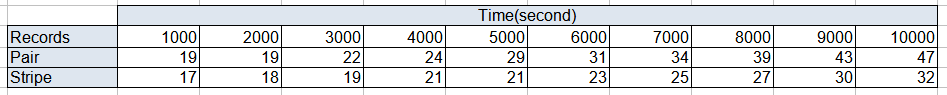 Time(second)
Records 1000 2000 3000 4000 5000 6000 7000 8000 9000 10000
Pair 19 19 22 24 29 31 34 39 43 47
Stripe 17 18 19 21 21 23 25 27 30 32